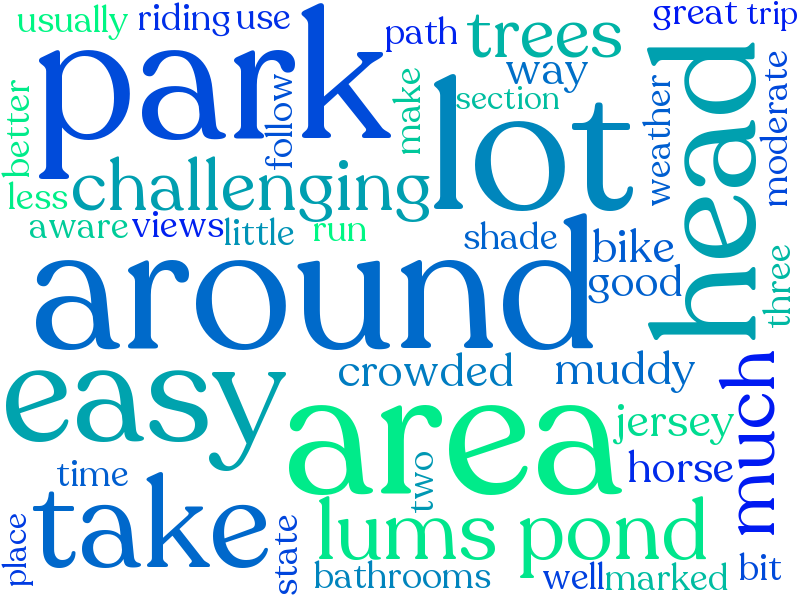 usually riding use path great trip
park trees way
section
better follow make lot weather head moderate
less challenging
aware views little run shade bike
good three
around
crowded muddy
easy area jersey much
horse
time two
take lums pond
place state bathrooms well marked bit